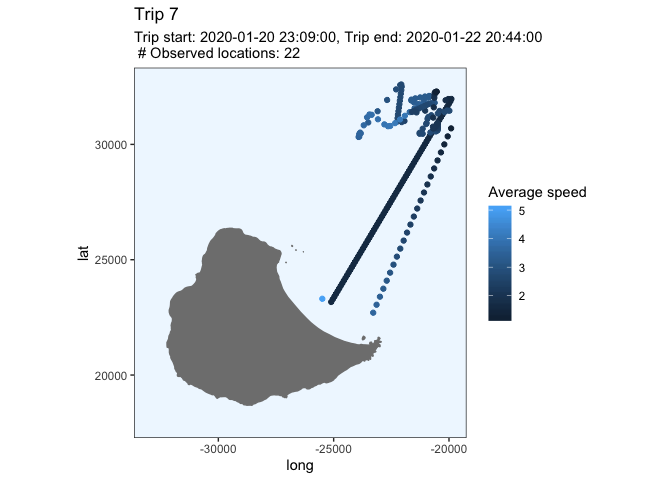 Trip 7
Trip start: 2020-01-20 23:09:00, Trip end: 2020-01-22 20:44:00
# Observed locations: 22
30000
25000
20000
lat
-30000
-25000
-20000
long
Average speed
5
4
3
2